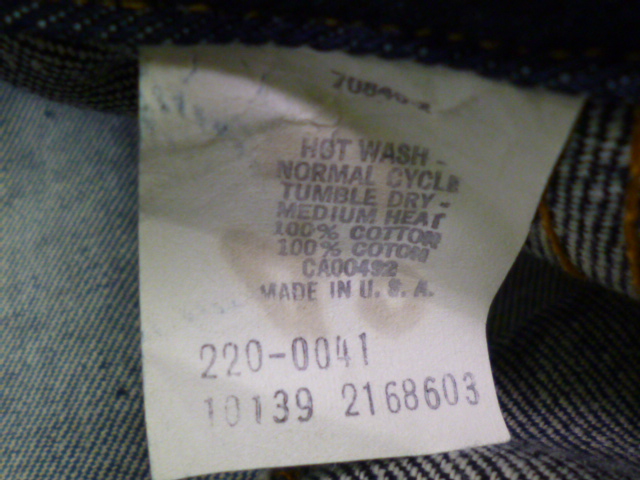 HOT WASH -
NORMAL CYCLE
TUMBLE DRY -
MEDIUM HEAT
100% COTTON
100% COTON
CA00492
MADE IN U. S. A.
220-0041
10139 2168603